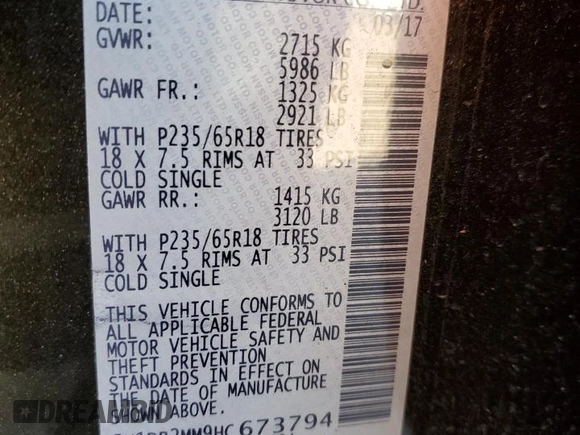 DATE: 03/17
GVWR: 2715 KG
5986 LB
GAWR FR.: 1325 KG
2921 LB
WITH P235/65R18 TIRES
18 X 7.5 RIMS AT 33 PSI
COLD SINGLE
GAWR RR.: 1415 KG
3120 LB
WITH P235/65R18 TIRES
18 X 7.5 RIMS AT 33 PSI
COLD SINGLE
THIS VEHICLE CONFORMS TO
ALL APPLICABLE FEDERAL
MOTOR VEHICLE SAFETY AND
THEFT PREVENTION
STANDARDS IN EFFECT ON
THE DATE OF MANUFACTURE
SHOWN ABOVE.
673794
DREAMBID